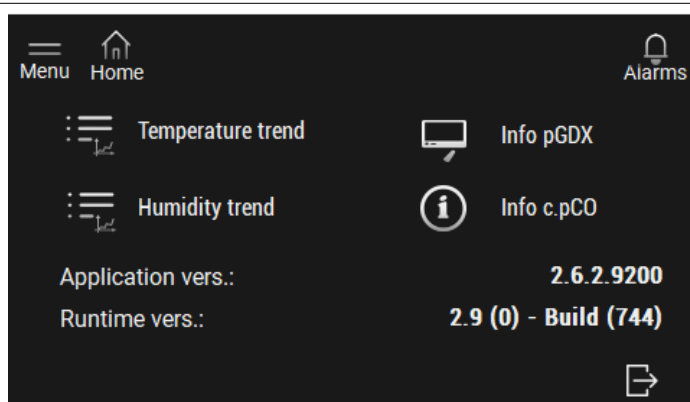 Menu Home Alarms
Temperature trend Info pGDX
Humidity trend Info c.pCO
Application vers.: 2.6.2.9200
Runtime vers.: 2.9 (0) - Build (744)